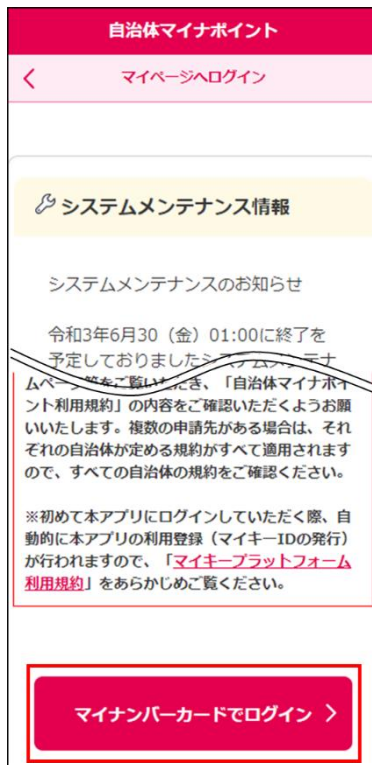 自治体マイナポイント
マイページへログイン
システムメンテナンス情報
システムメンテナンスのお知らせ
令和3年6月30（金）01:00に終了を
予定しておりましたシステムメンテナ
ムページ等をご覧いただき、「自治体マイナポイ
ント利用規約」の内容をご確認いただくようお願
いいたします。複数の申請先がある場合は、それ
ぞれの自治体が定める規約がすべて適用されます
ので、すべての自治体の規約をご確認ください。
※初めて本アプリにログインしていただく際、自
動的に本アプリの利用登録（マイキーIDの発行）
が行われますので、「マイキープラットフォーム
利用規約」をあらかじめご覧ください。
マイナンバーカードでログイン